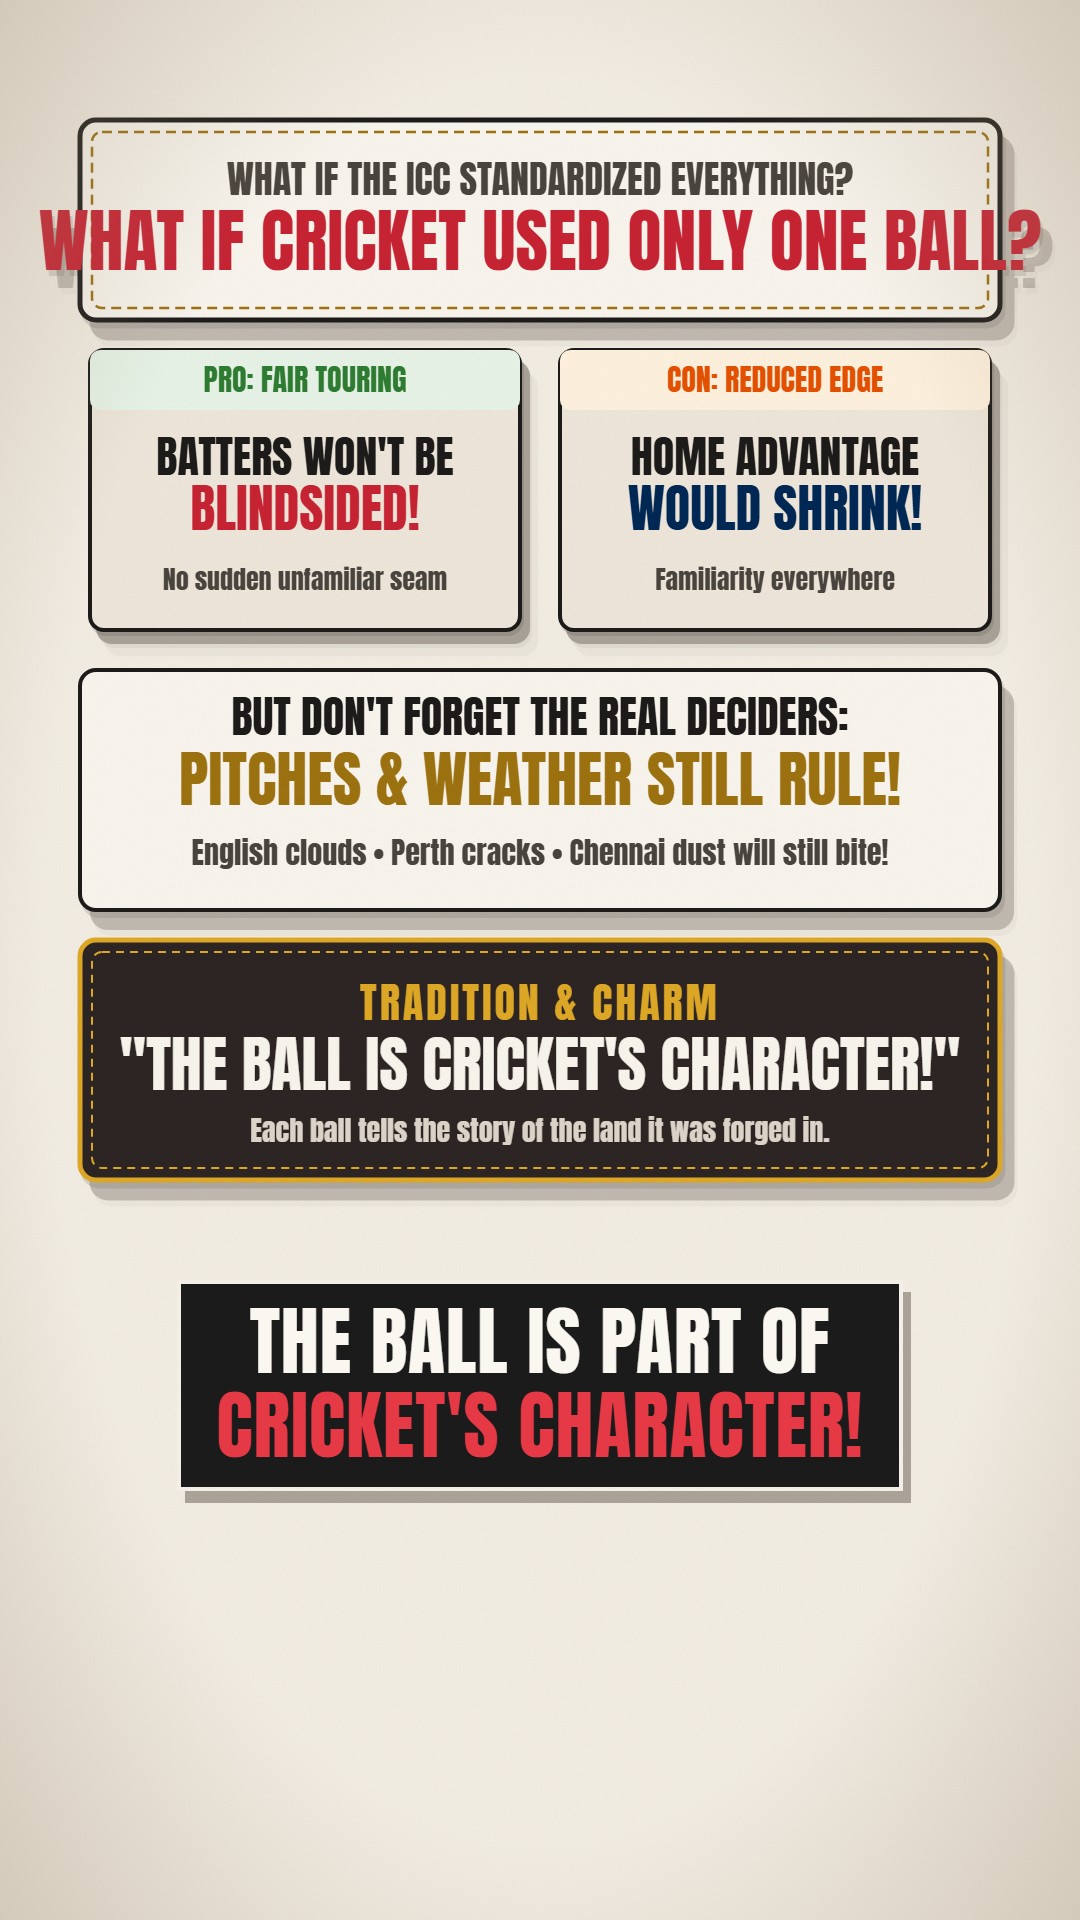 WHAT IF THE ICC STANDARDIZED EVERYTHING?
WHAT IF CRICKET USED ONLY ONE BALL?
PRO: FAIR TOURING
BATTERS WON'T BE
BLINDSIDED!
No sudden unfamiliar seam
CON: REDUCED EDGE
HOME ADVANTAGE
WOULD SHRINK!
Familiarity everywhere
BUT DON'T FORGET THE REAL DECIDERS:
PITCHES & WEATHER STILL RULE!
English clouds • Perth cracks • Chennai dust will still bite!
TRADITION & CHARM
"THE BALL IS CRICKET'S CHARACTER!"
Each ball tells the story of the land it was forged in.
THE BALL IS PART OF
CRICKET'S CHARACTER!